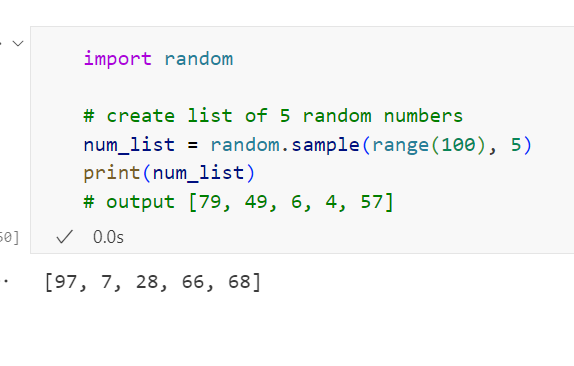 import random
# create list of 5 random numbers
num_list = random.sample(range(100), 5)
print(num_list)
# output [79, 49, 6, 4, 57]
0.0s
[97, 7, 28, 66, 68]